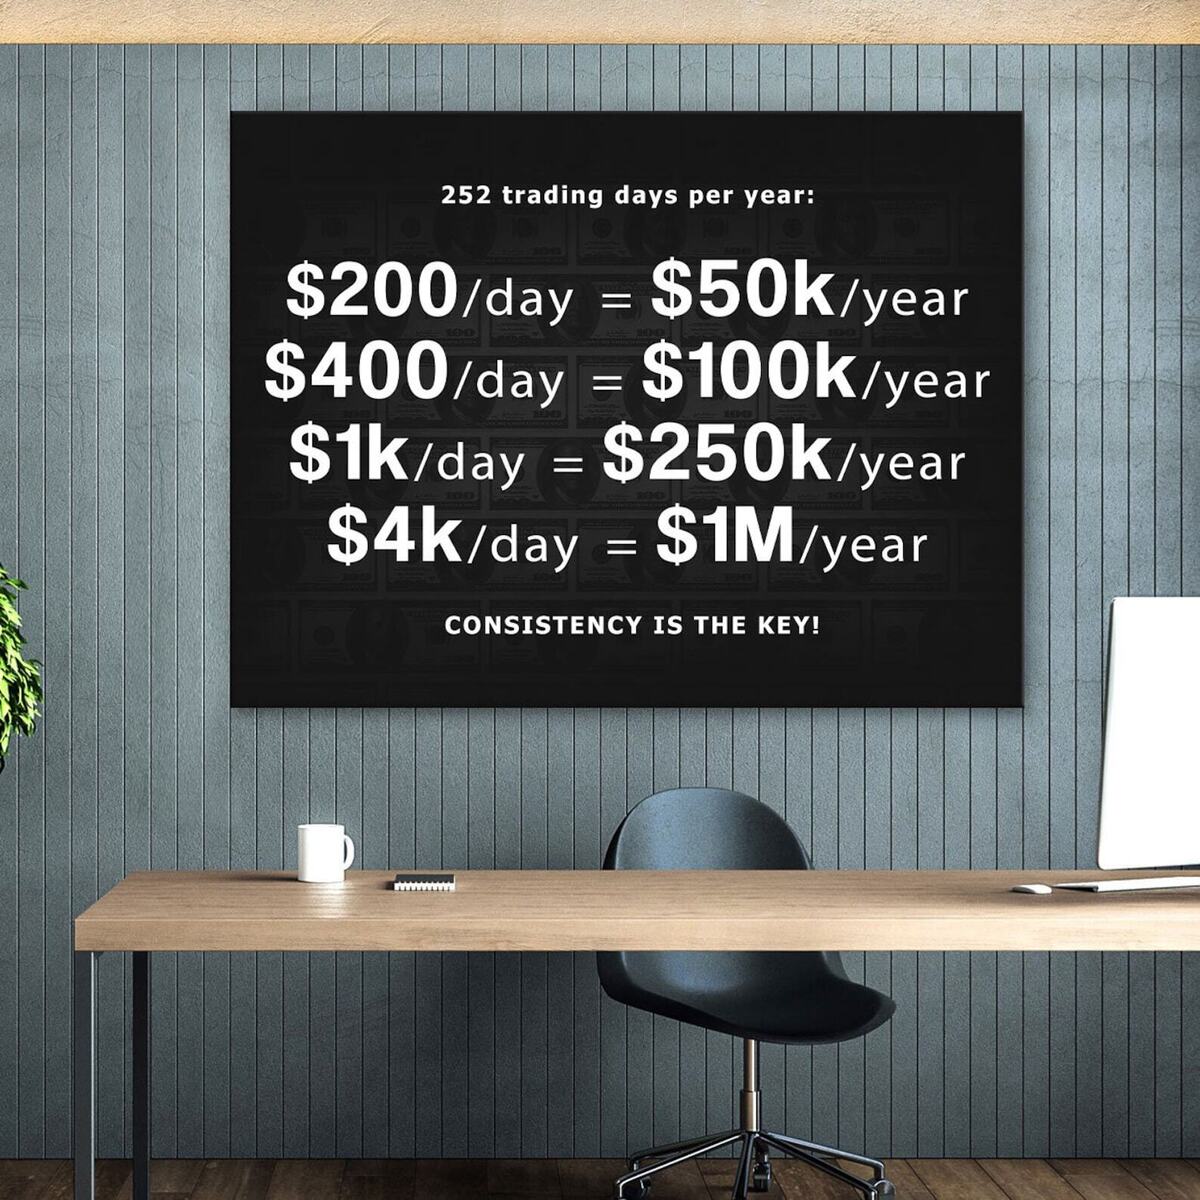 252 trading days per year:
$200/day = $50k/year
$400/day = $100k/year
$1k/day = $250k/year
$4k/day = $1M/year
CONSISTENCY IS THE KEY!